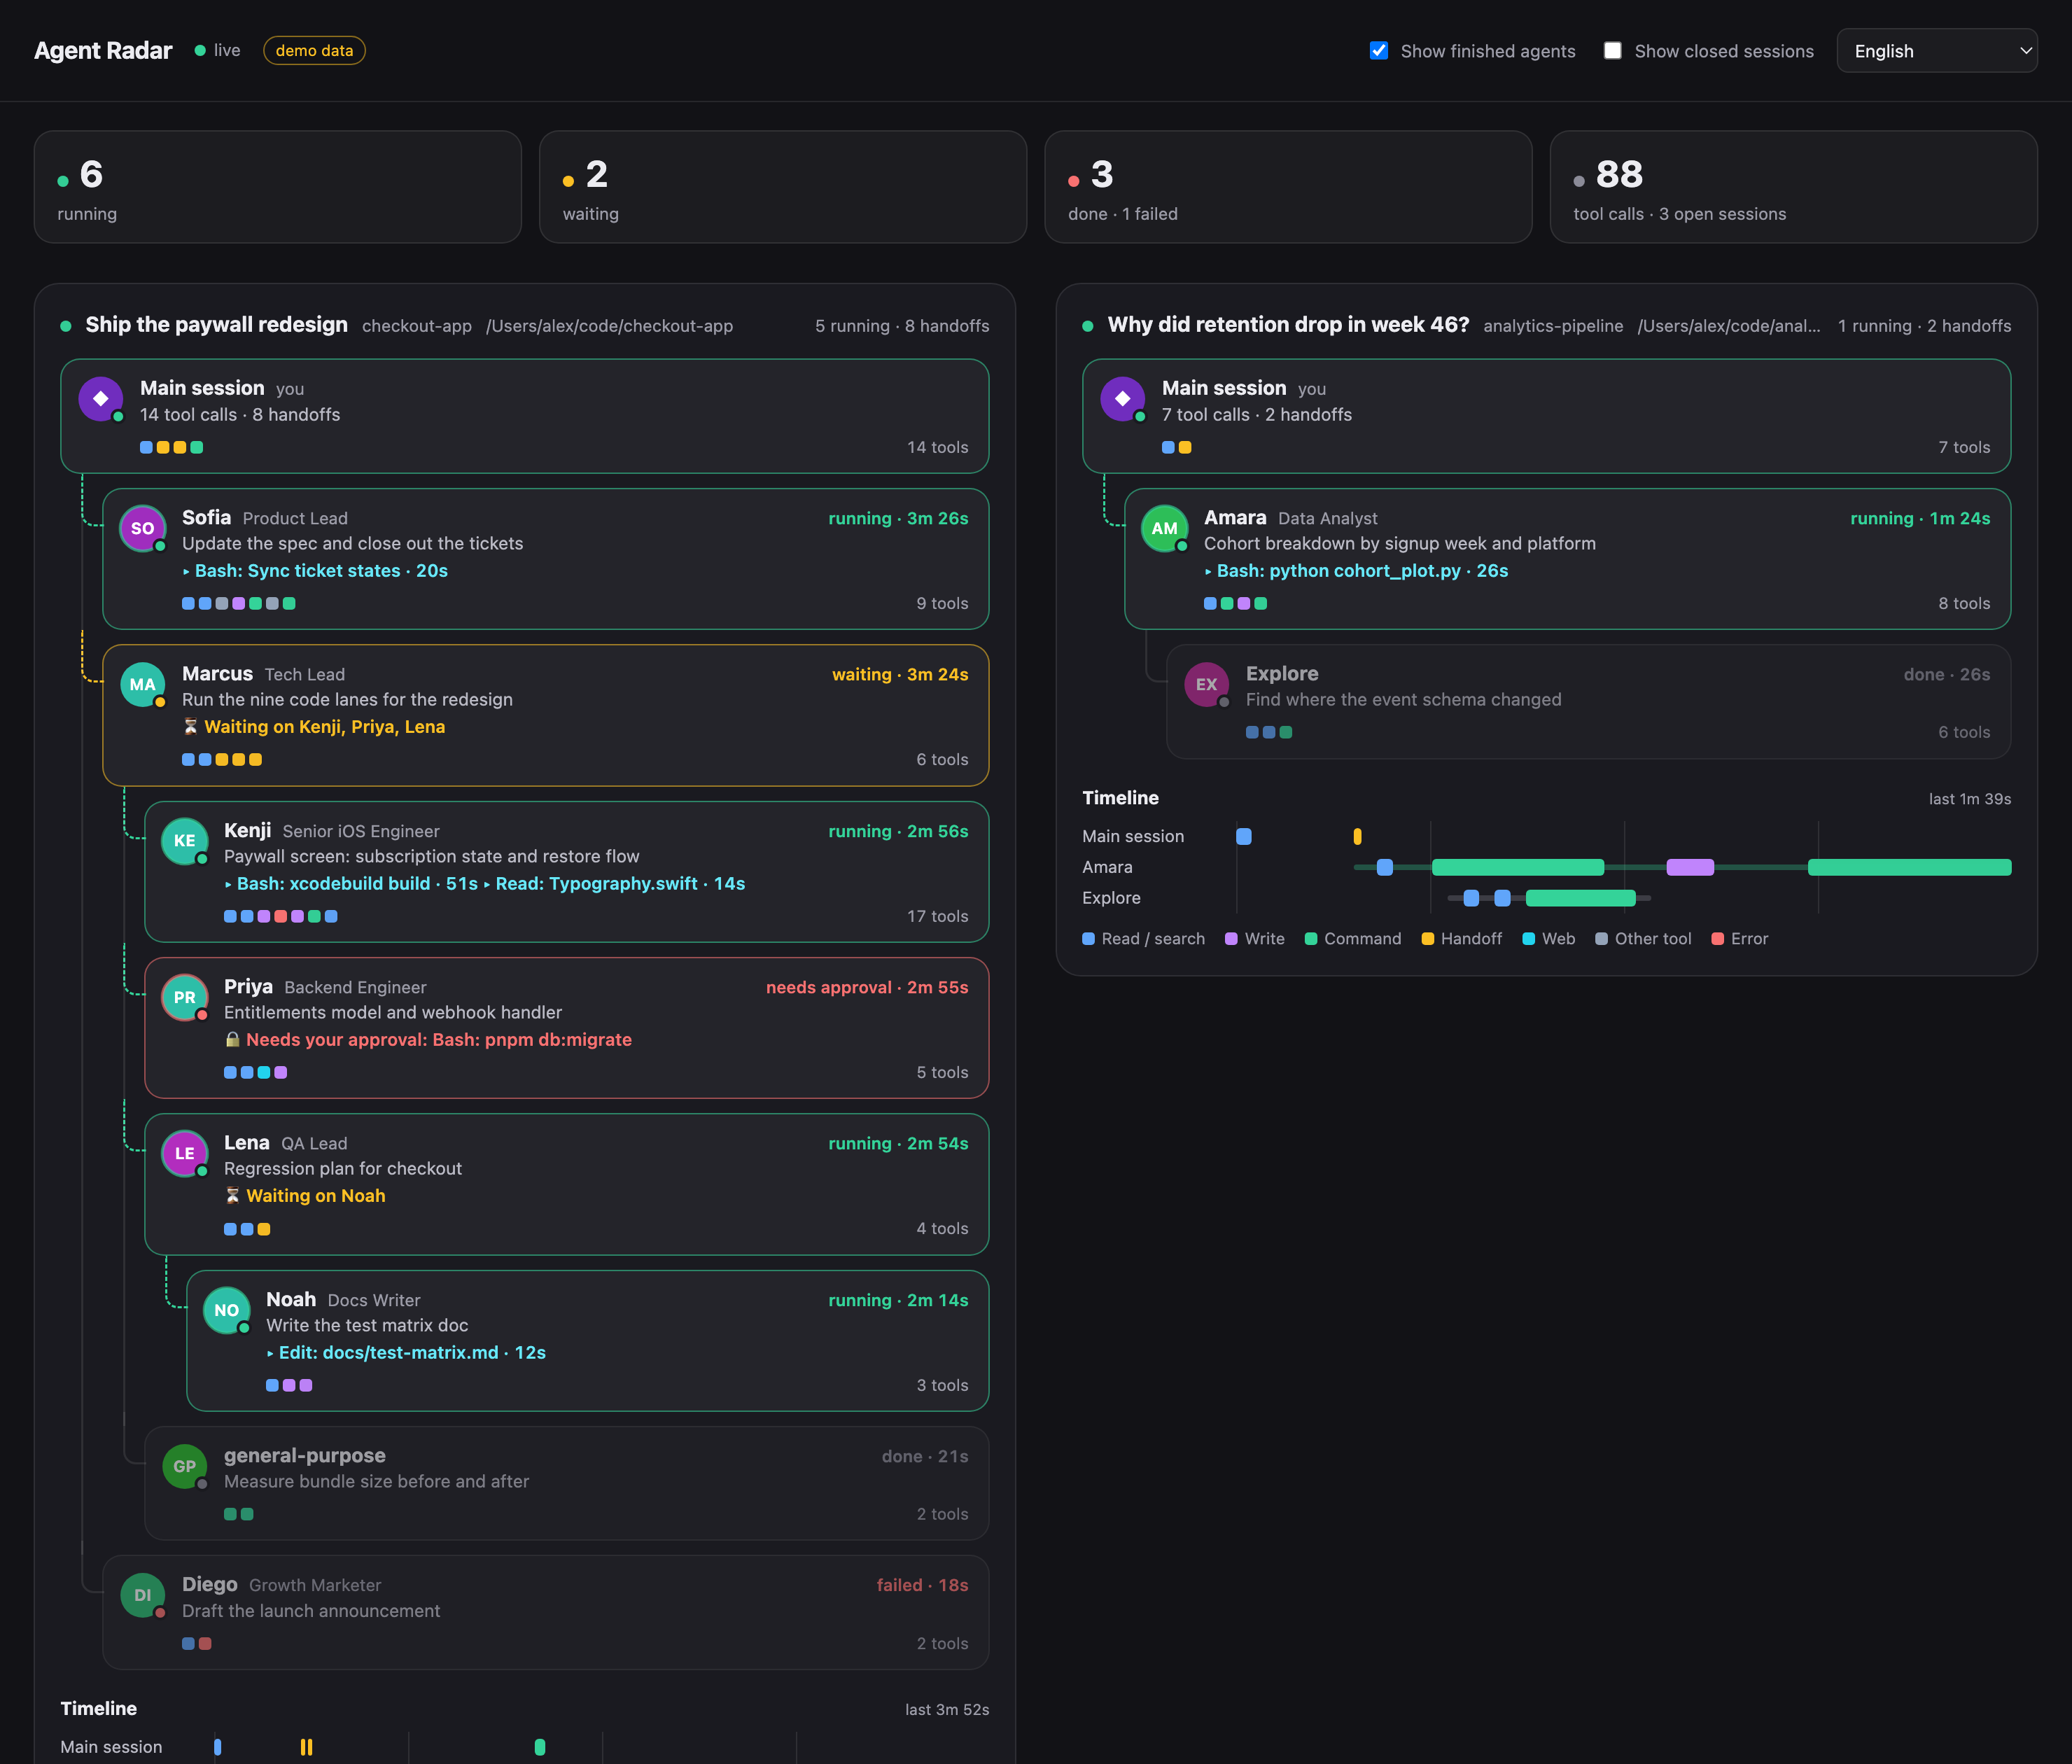 Agent Radar live demo data Show finished agents Show closed sessions English
6
running
2
waiting
3
done · 1 failed
88
tool calls · 3 open sessions
Ship the paywall redesign checkout-app /Users/alex/code/checkout-app 5 running · 8 handoffs
Main session you
14 tool calls · 8 handoffs
14 tools
SO Sofia Product Lead running · 3m 26s
Update the spec and close out the tickets
▸ Bash: Sync ticket states · 20s
9 tools
MA Marcus Tech Lead waiting · 3m 24s
Run the nine code lanes for the redesign
⏳ Waiting on Kenji, Priya, Lena
6 tools
KE Kenji Senior iOS Engineer running · 2m 56s
Paywall screen: subscription state and restore flow
▸ Bash: xcodebuild build · 51s ▸ Read: Typography.swift · 14s
17 tools
PR Priya Backend Engineer needs approval · 2m 55s
Entitlements model and webhook handler
🔒 Needs your approval: Bash: pnpm db:migrate
5 tools
LE Lena QA Lead running · 2m 54s
Regression plan for checkout
⏳ Waiting on Noah
4 tools
NO Noah Docs Writer running · 2m 14s
Write the test matrix doc
▸ Edit: docs/test-matrix.md · 12s
3 tools
GP general-purpose done · 21s
Measure bundle size before and after
2 tools
DI Diego Growth Marketer failed · 18s
Draft the launch announcement
2 tools
Timeline last 3m 52s
Main session
Why did retention drop in week 46? analytics-pipeline /Users/alex/code/anal... 1 running · 2 handoffs
Main session you
7 tool calls · 2 handoffs
7 tools
AM Amara Data Analyst running · 1m 24s
Cohort breakdown by signup week and platform
▸ Bash: python cohort_plot.py · 26s
8 tools
EX Explore done · 26s
Find where the event schema changed
6 tools
Timeline last 1m 39s
Main session
Amara
Explore
Read / search Write Command Handoff Web Other tool Error